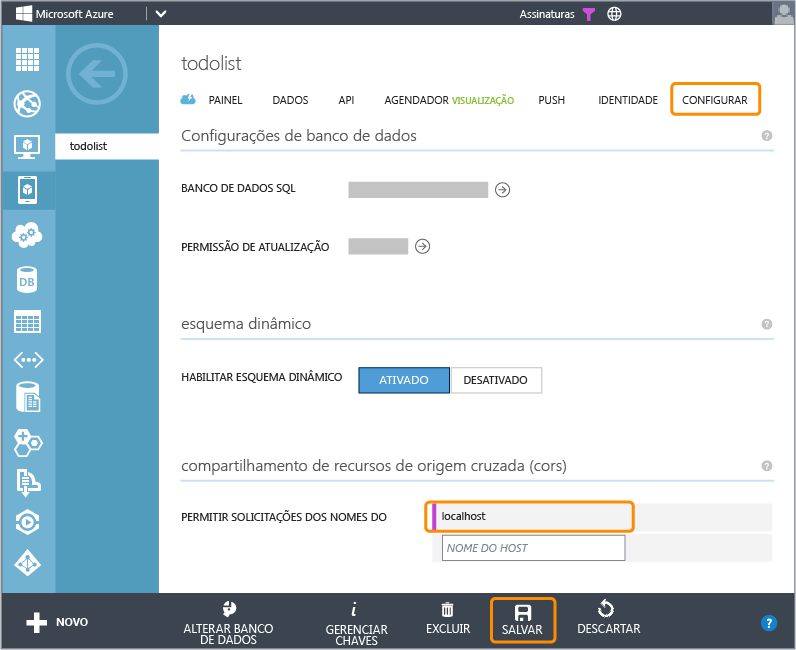 Microsoft Azure
Assinaturas
todolist
todolist
PAINEL DADOS API AGENDADOR VISUALIZAÇÃO PUSH IDENTIDADE CONFIGURAR
Configurações de banco de dados ?
BANCO DE DADOS SQL
PERMISSÃO DE ATUALIZAÇÃO
esquema dinâmico ?
HABILITAR ESQUEMA DINÂMICO ATIVADO DESATIVADO
DB
compartilhamento de recursos de origem cruzada (cors) ?
PERMITIR SOLICITAÇÕES DOS NOMES DO localhost
NOME DO HOST
NOVO
ALTERAR BANCO
DE DADOS
GERENCIAR
CHAVES
EXCLUIR
SALVAR
DESCARTAR
?